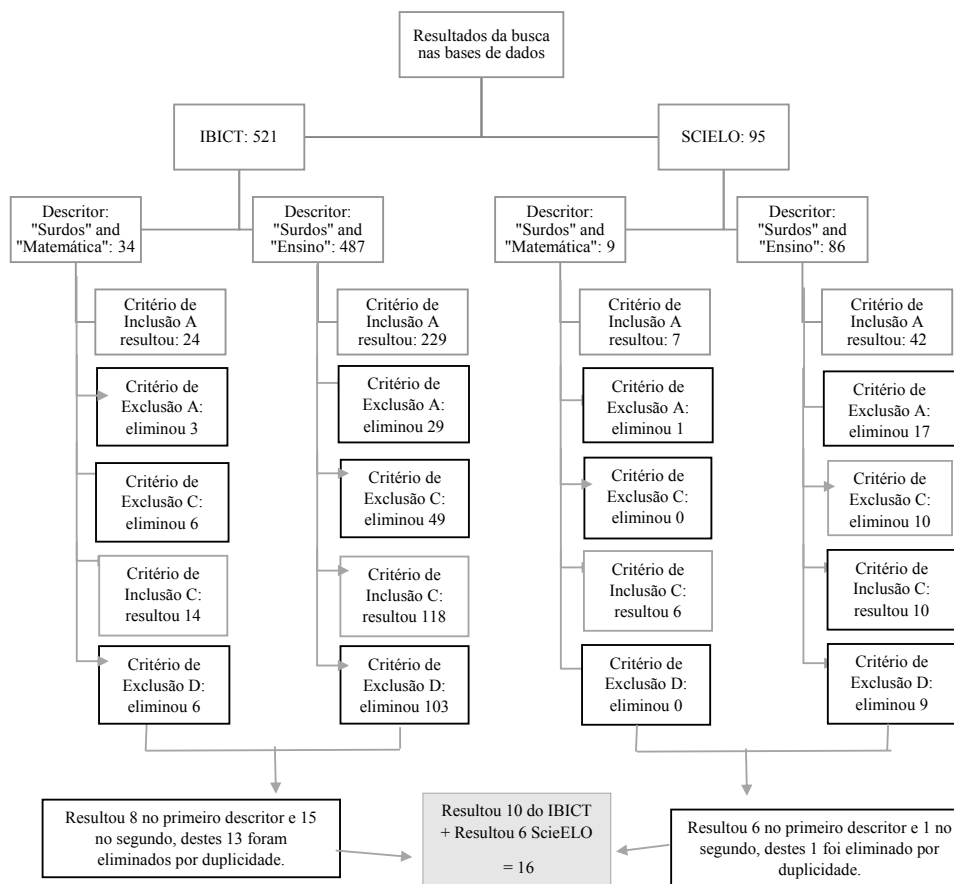 Resultados da busca
nas bases de dados
IBICT: 521
SCIELO: 95
Descritor:
"Surdos" and
"Matemática": 34
Descritor:
"Surdos" and
"Ensino": 487
Descritor:
"Surdos" and
"Matemática": 9
Descritor:
"Surdos" and
"Ensino": 86
Critério de
Inclusão A
resultou: 24
Critério de
Inclusão A
resultou: 229
Critério de
Inclusão A
resultou: 7
Critério de
Inclusão A
resultou: 42
Critério de
Exclusão A:
eliminou 3
Critério de
Exclusão A:
eliminou 29
Critério de
Exclusão A:
eliminou 1
Critério de
Exclusão A:
eliminou 17
Critério de
Exclusão C:
eliminou 6
Critério de
Exclusão C:
eliminou 49
Critério de
Exclusão C:
eliminou 0
Critério de
Exclusão C:
eliminou 10
Critério de
Inclusão C:
resultou 14
Critério de
Inclusão C:
resultou 118
Critério de
Inclusão C:
resultou 6
Critério de
Inclusão C:
resultou 10
Critério de
Exclusão D:
eliminou 6
Critério de
Exclusão D:
eliminou 103
Critério de
Exclusão D:
eliminou 0
Critério de
Exclusão D:
eliminou 9
Resultou 8 no primeiro descritor e 15
no segundo, destes 13 foram
eliminados por duplicidade.
Resultou 10 do IBICT
+ Resultou 6 ScieELO
= 16
Resultou 6 no primeiro descritor e 1 no
segundo, destes 1 foi eliminado por
duplicidade.